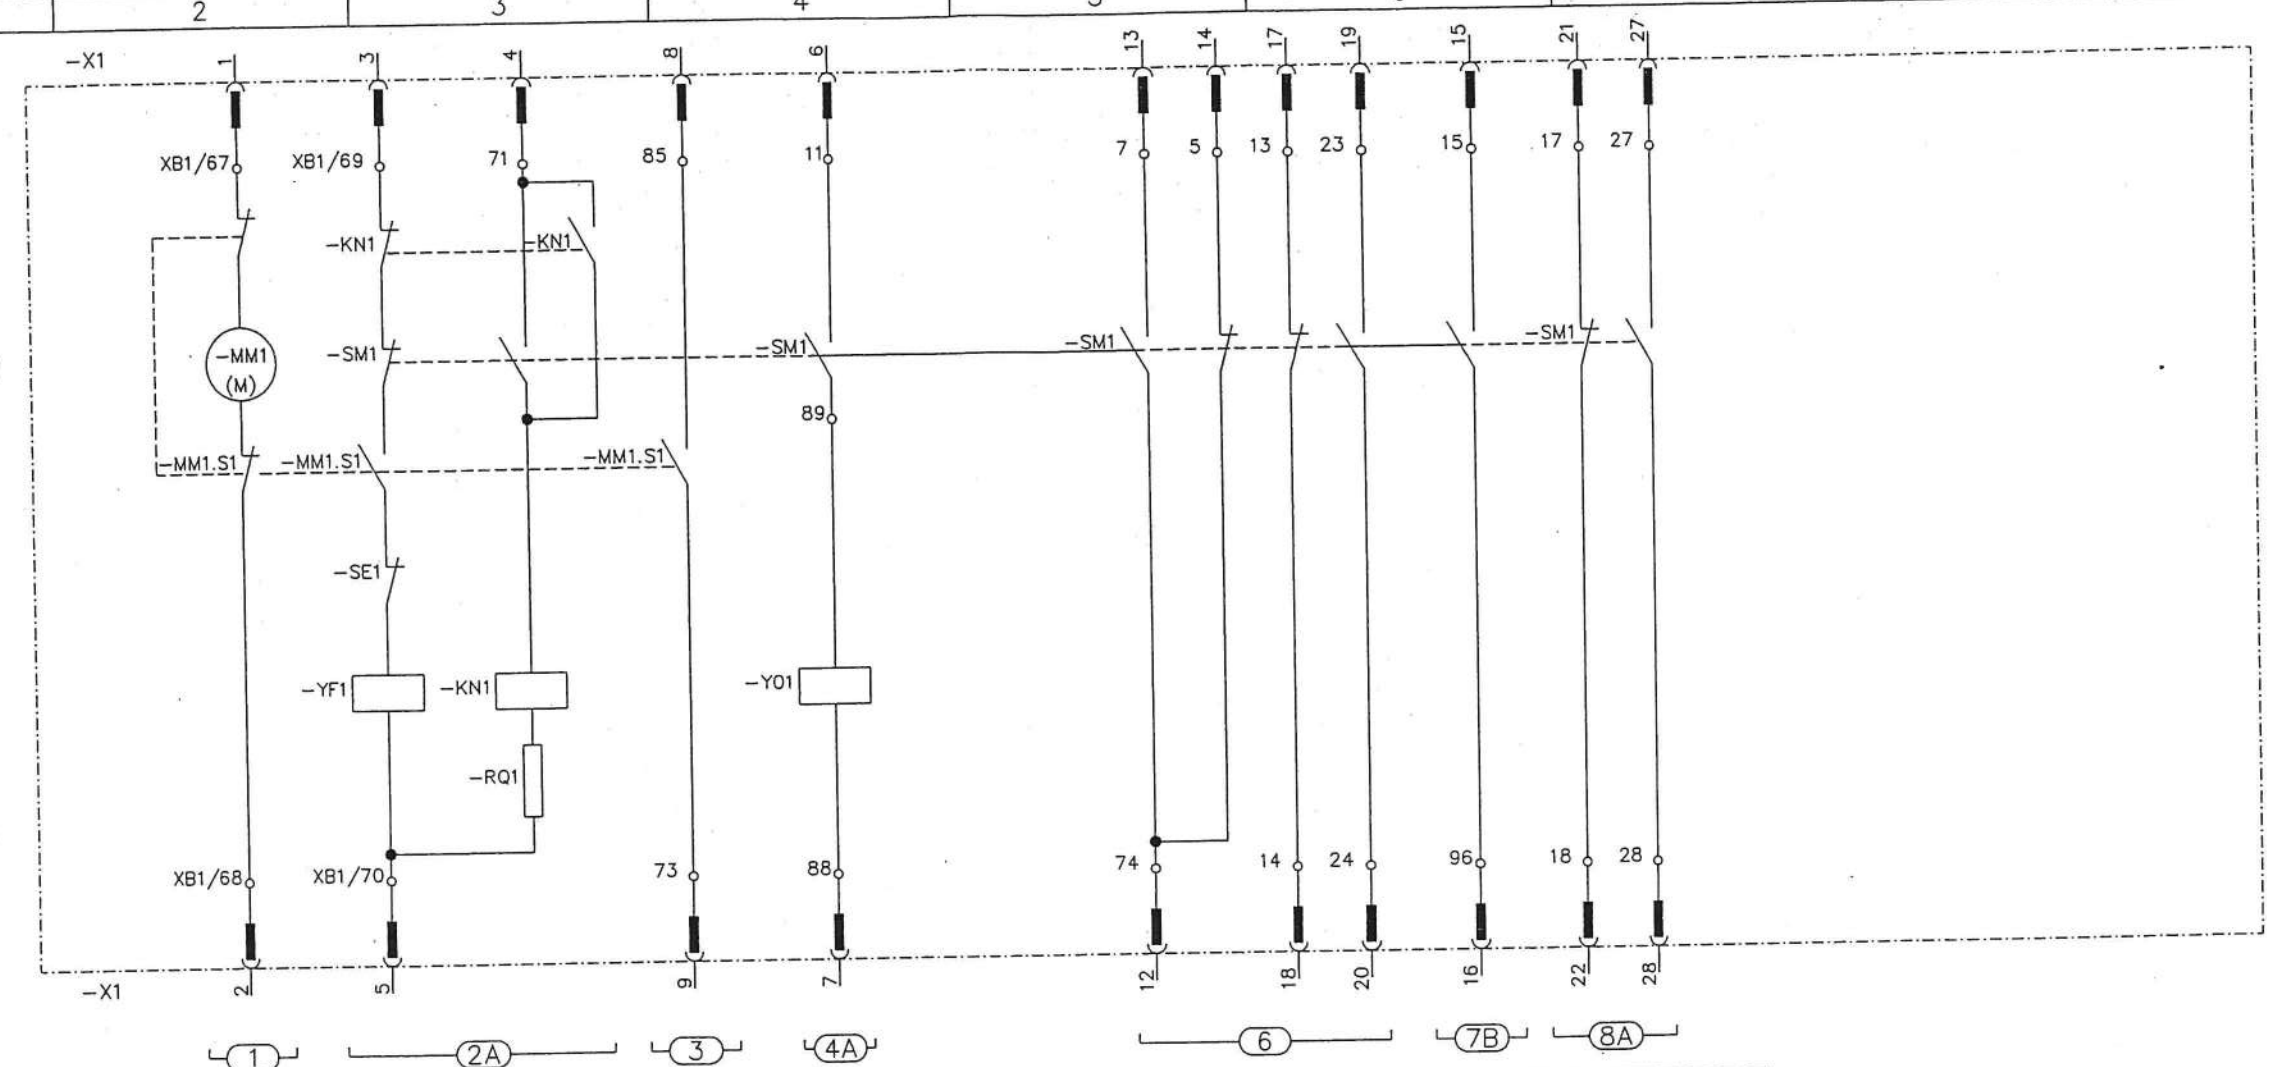 2 3 4
-X1 1 3 4 8 6 13 14 17 19 15 21 27
XB1/67 XB1/69 71 85 11 7 5 13 23 15 17 27
-KN1 -KN1
-MM1 -SM1 -SM1 -SM1 -SM1
(M)
89
-MM1.S1 -MM1.S1 -MM1.S1
-SE1
-YF1 -KN1 -YO1
-RQ1
XB1/68 XB1/70 73 88 74 14 24 96 18 28
-X1 2 5 9 7 12 18 20 16 22 28
1 2A 3 4A 6 7B 8A